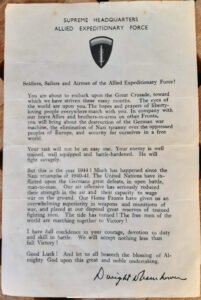 SUPREME HEADQUARTERS
ALLIED EXPEDITIONARY FORCE
Soldiers, Sailors and Airmen of the Allied Expeditionary Force!
You are about to embark upon the Great Crusade, toward
which we have striven these many months. The eyes of
the world are upon you. The hopes and prayers of liberty-
loving people everywhere march with you. In company with
our brave Allies and brothers-in-arms on other Fronts,
you will bring about the destruction of the German war
machine, the elimination of Nazi tyranny over the oppressed
peoples of Europe, and security for ourselves in a free
world.
Your task will not be an easy one. Your enemy is well
trained, well equipped and battle-hardened. He will
fight savagely.
But this is the year 1944! Much has happened since the
Nazi triumphs of 1940-41. The United Nations have in-
flicted upon the Germans great defeats, in open battle,
man-to-man. Our air offensive has seriously reduced
their strength in the air and their capacity to wage
war on the ground. Our Home Fronts have given us an
overwhelming superiority in weapons and munitions of
war, and placed at our disposal great reserves of trained
fighting men. The tide has turned! The free men of the
world are marching together to Victory!
I have full confidence in your courage, devotion to duty
and skill in battle. We will accept nothing less than
full Victory!
Good Luck! And let us all beseech the blessing of Almigh-
ty God upon this great and noble undertaking.
Dwight D Eisenhower